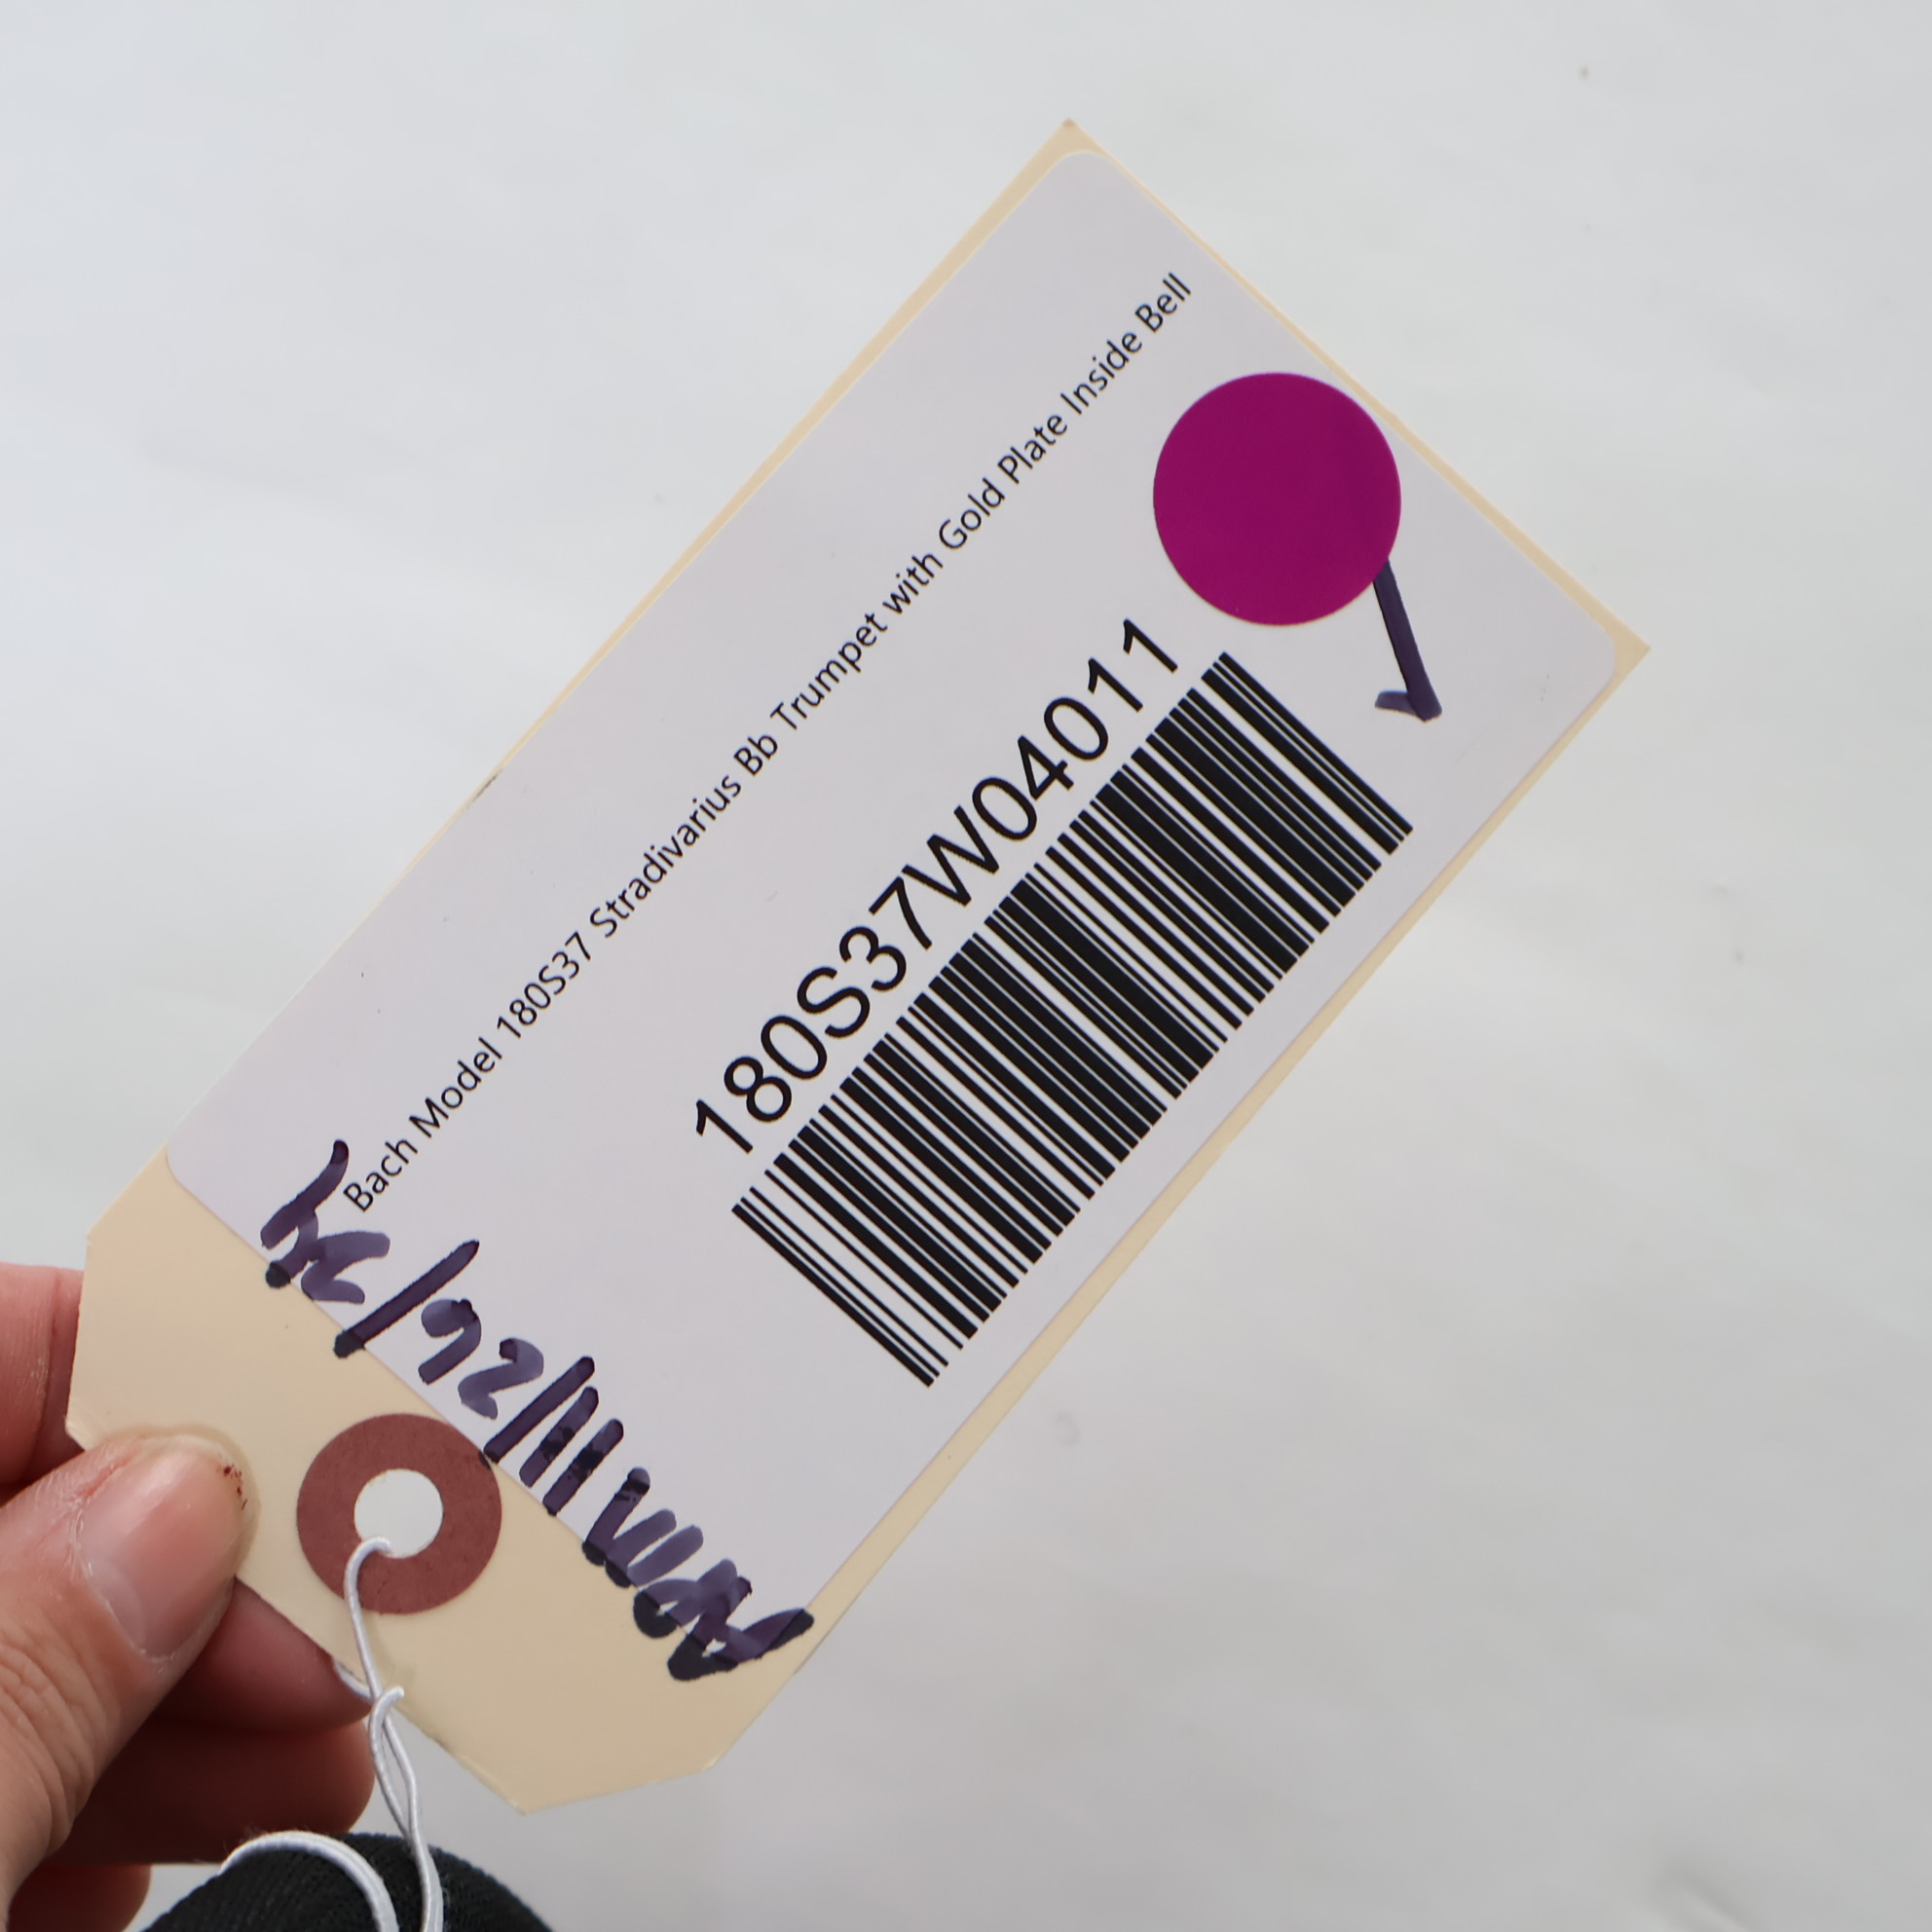 Bach Model 180S37 Stradivarius Bb Trumpet with Gold Plate Inside Bell
180S37W04011